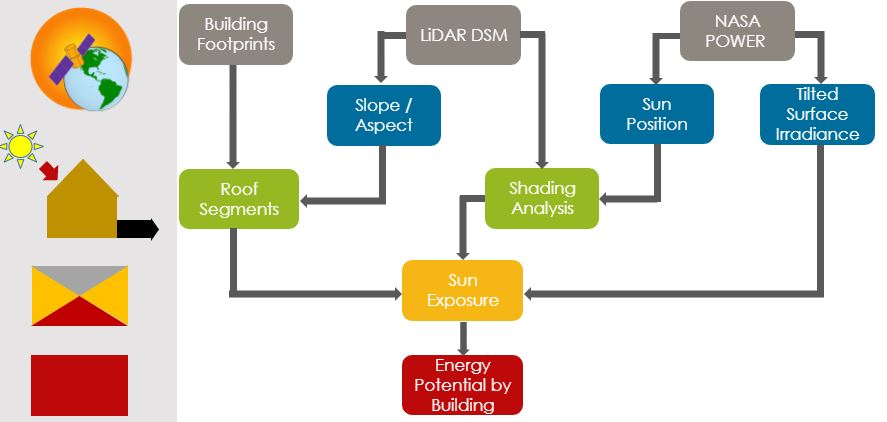 Building
Footprints
LiDAR DSM
NASA
POWER
Slope /
Aspect
Sun
Position
Tilted
Surface
Irradiance
Roof
Segments
Shading
Analysis
Sun
Exposure
Energy
Potential by
Building